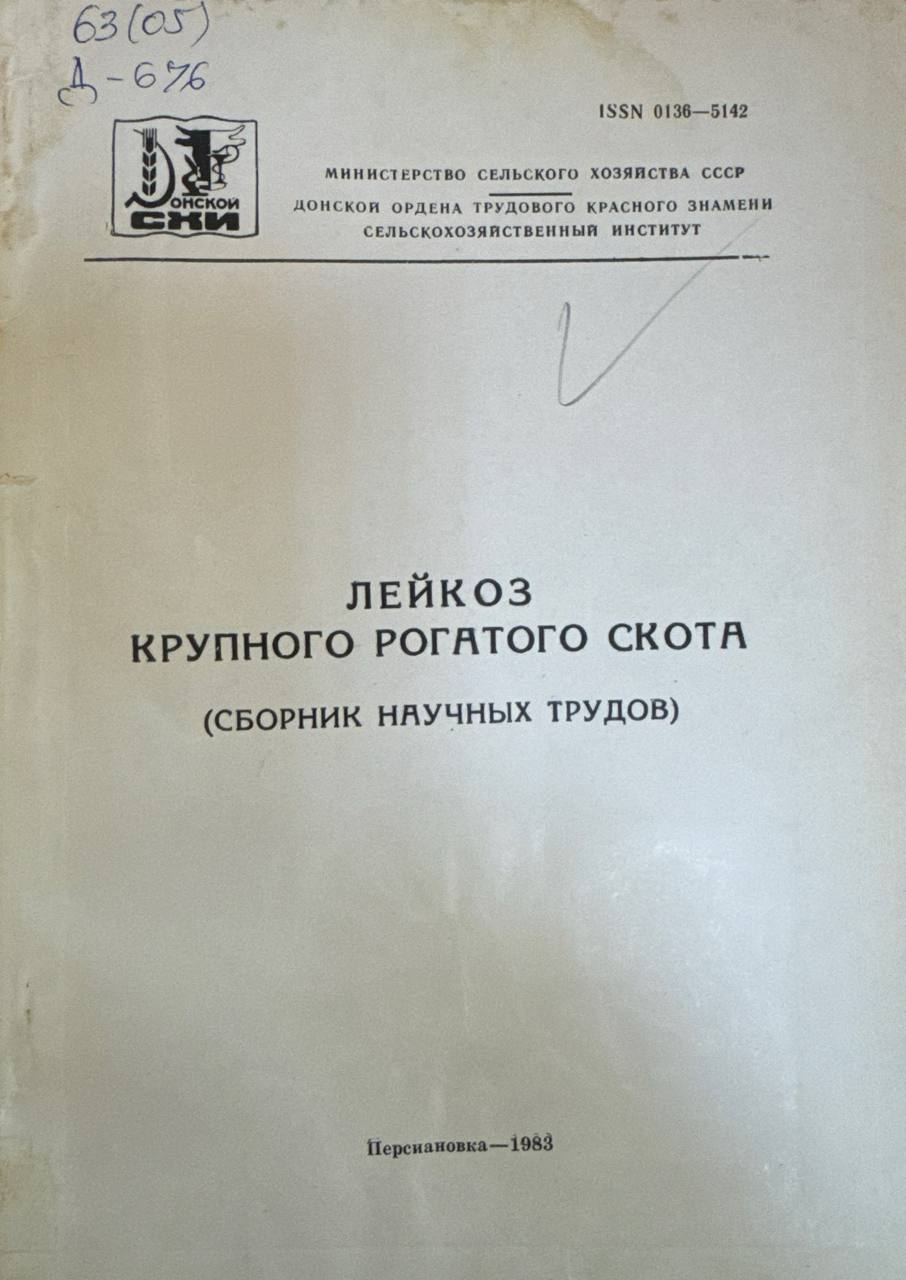 63(05)
Д-676
ISSN 0136—5142
ДОНСКОЙ
СХИ
МИНИСТЕРСТВО СЕЛЬСКОГО ХОЗЯЙСТВА СССР
ДОНСКОЙ ОРДЕНА ТРУДОВОГО КРАСНОГО ЗНАМЕНИ
СЕЛЬСКОХОЗЯЙСТВЕННЫЙ ИНСТИТУТ
ЛЕЙКОЗ
КРУПНОГО РОГАТОГО СКОТА
(СБОРНИК НАУЧНЫХ ТРУДОВ)
Персиановка—1983